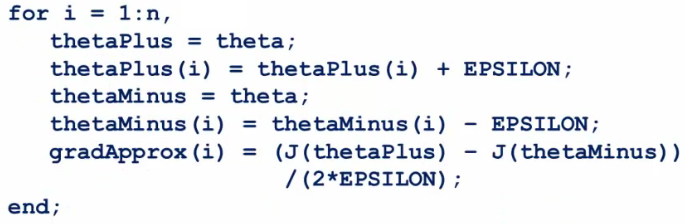 for i = 1:n,
thetaPlus = theta;
thetaPlus(i) = thetaPlus(i) + EPSILON;
thetaMinus = theta;
thetaMinus(i) = thetaMinus(i) − EPSILON;
gradApprox(i) = (J(thetaPlus) − J(thetaMinus))
/(2*EPSILON);
end;